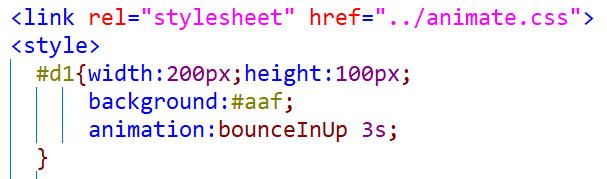 <link rel="stylesheet" href="../animate.css">
<style>
#d1{width:200px;height:100px;
background:#aaf;
animation:bounceInUp 3s;
}